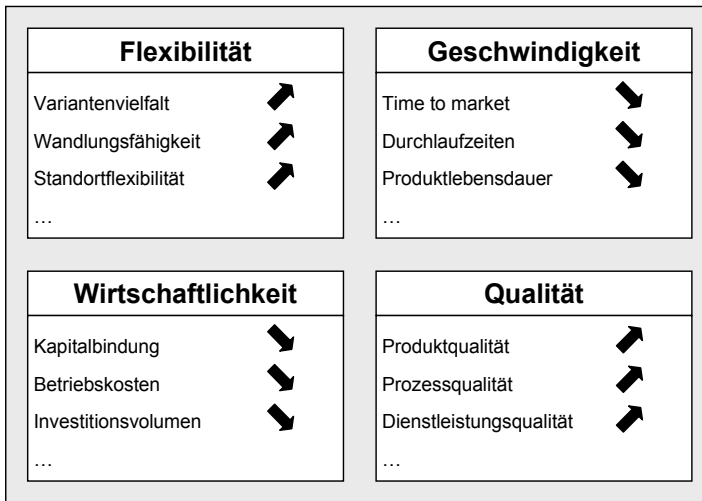 Flexibilität
Variantenvielfalt
Wandlungsfähigkeit
Standortflexibilität
…
Geschwindigkeit
Time to market
Durchlaufzeiten
Produktlebensdauer
…
Wirtschaftlichkeit
Kapitalbindung
Betriebskosten
Investitionsvolumen
…
Qualität
Produktqualität
Prozessqualität
Dienstleistungsqualität
…